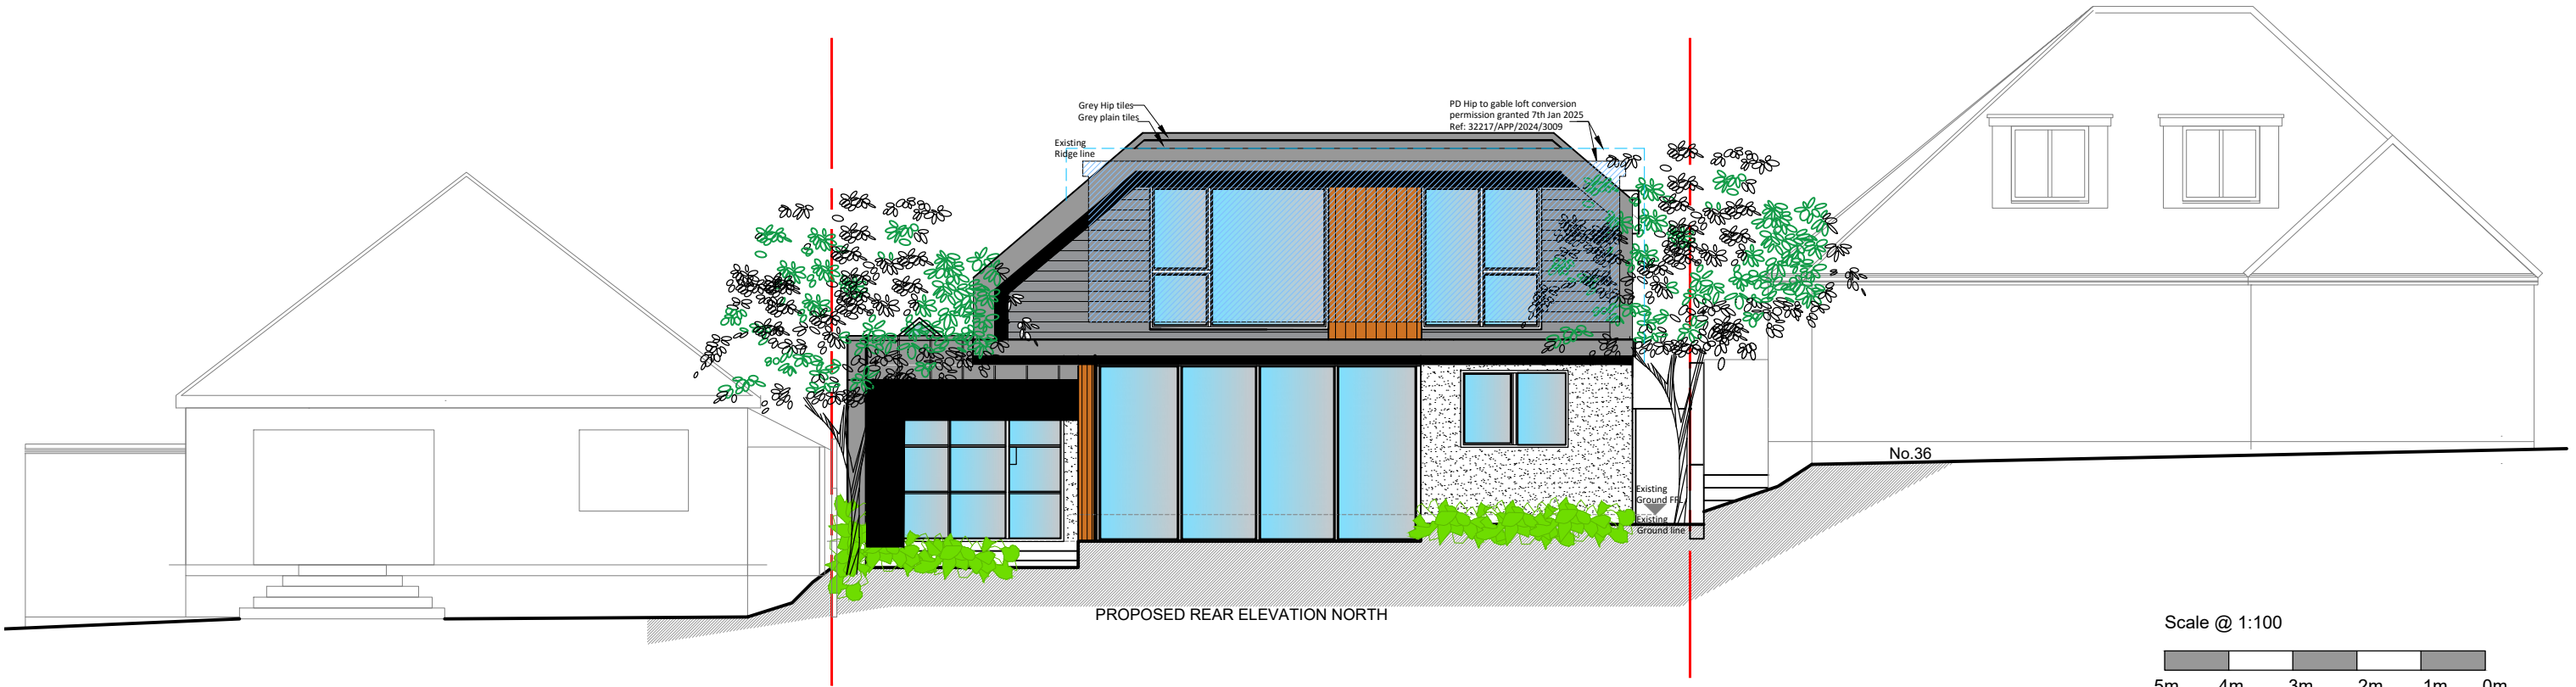 Grey Hip tiles
Grey plain tiles
Existing
Ridge line
PD Hip to gable loft conversion
permission granted 7th Jan 2025
Ref: 32217/APP/2024/3009
No.36
Existing
Ground FFL
Existing
Ground line
PROPOSED REAR ELEVATION NORTH
Scale @ 1:100
5m 4m 3m 2m 1m 0m